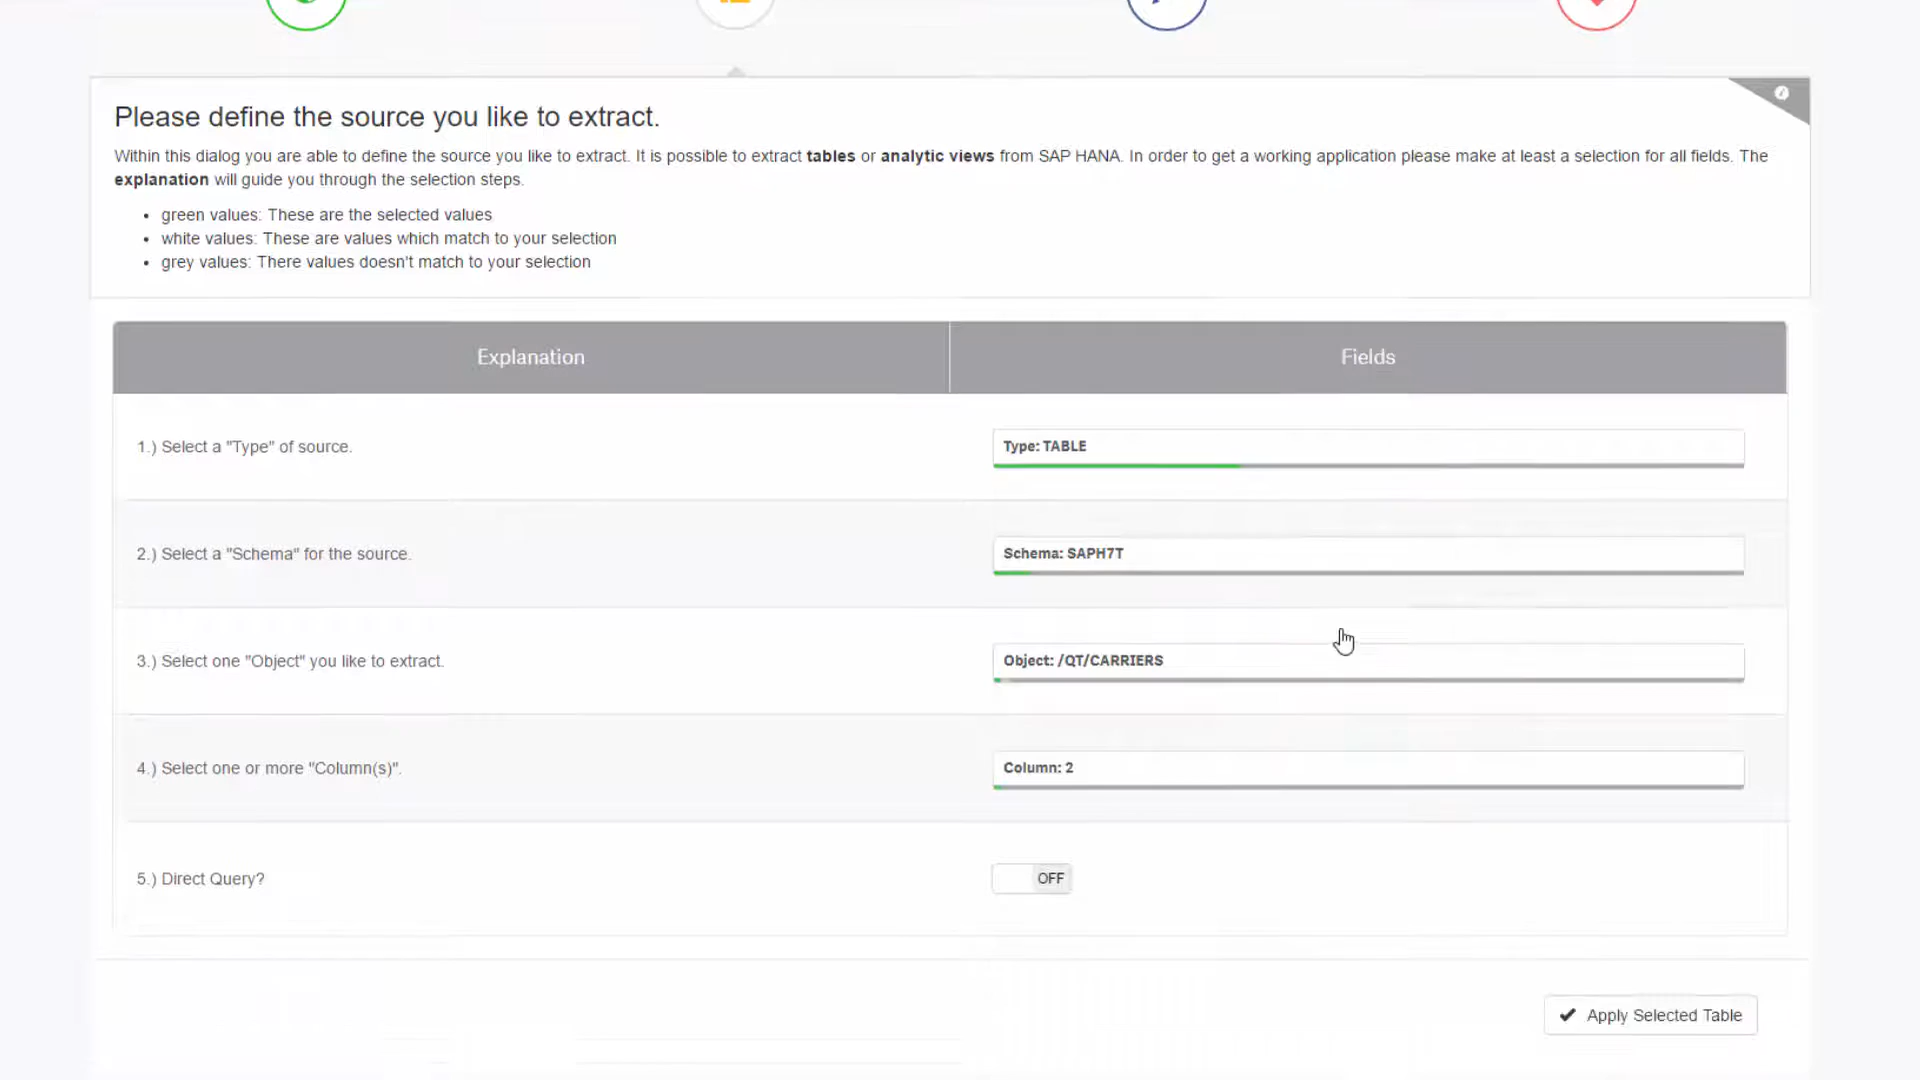 Please define the source you like to extract.
Within this dialog you are able to define the source you like to extract. It is possible to extract tables or analytic views from SAP HANA. In order to get a working application please make at least a selection for all fields. The
explanation will guide you through the selection steps.
• green values: These are the selected values
• white values: These are values which match to your selection
• grey values: There values doesn't match to your selection
Explanation
Fields
1.) Select a "Type" of source.
Type: TABLE
2.) Select a "Schema" for the source.
Schema: SAPH7T
3.) Select one "Object" you like to extract.
Object: /QT/CARRIERS
4.) Select one or more "Column(s)".
Column: 2
5.) Direct Query?
OFF
Apply Selected Table